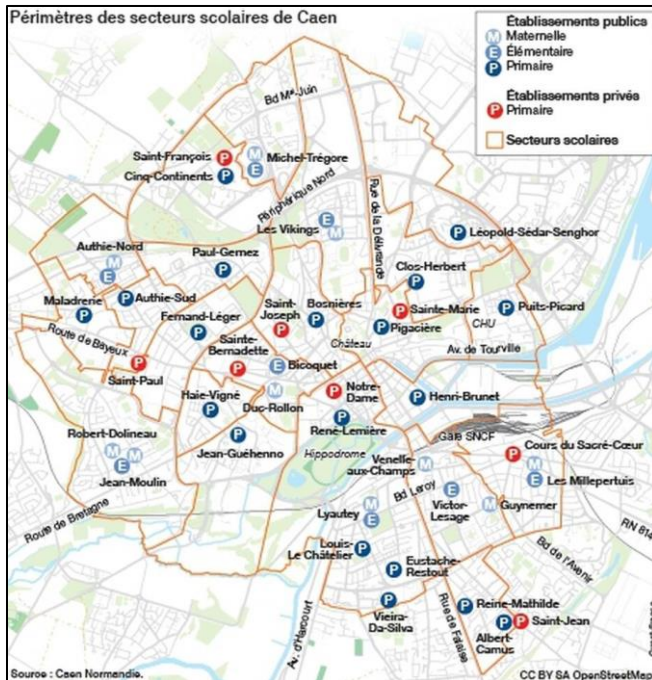 Périmètres des secteurs scolaires de Caen
Établissements publics
M Maternelle
E Élémentaire
P Primaire
Établissements privés
P Primaire
Secteurs scolaires
Bd Mal-Juin
Saint-François P
Cinq-Continents P
M
E
Michel-Trégore
Périphérique Nord
Rue de la Délivrande
Les Vikings E M
P
Léopold-Sédar-Senghor
Authie-Nord
M
E
Paul-Gernez
P
Clos-Herbert
P
Maladrerie
P
P Authie-Sud
Fernand-Léger
P
Saint-
Joseph
P
Bosnières
P
P Sainte-Marie
P
Pigacière
P Puits-Picard
CHU
Route de Bayeux
Sainte-
Bernadette
P
Château
Av. de Tourville
P
Saint-Paul
E Bicoquet
M
Duc-Rollon
P Notre-
Dame
P
Henri-Brunet
Haie-Vigné
P
P
René-Lemière
P
Jean-Guéhenno
Hippodrome
Gare SNCF
Robert-Dolineau
M M
E
Jean-Moulin
Venelle-
aux-Champs
M
P Cours du Sacré-Cœur
M
E
Les Millepertuis
Bd Leroy
Route de Bretagne
Lyautey
M
E
E
Victor-
Lesage
M
Guynemer
RN 814
Louis-
Le Châtelier
P
Bd de l'Avenir
P
Eustache-
Restout
P
Vieira-
Da-Silva
Av. d'Harcourt
Rue de Falaise
P Reine-Mathilde
P P Saint-Jean
Albert-
Camus
Source : Caen Normandie.
CC BY SA OpenStreetMap